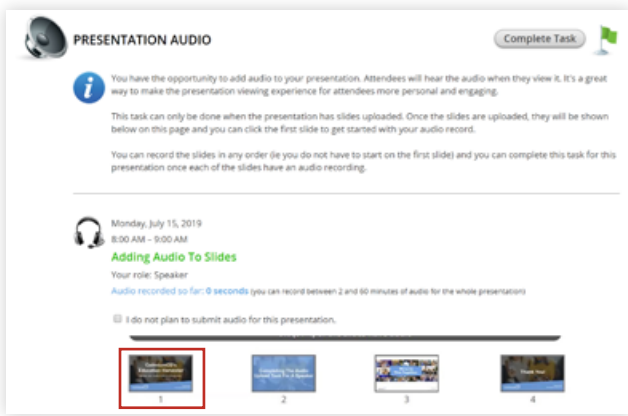 PRESENTATION AUDIO
Complete Task
You have the opportunity to add audio to your presentation. Attendees will hear the audio when they view it. It's a great
way to make the presentation viewing experience for attendees more personal and engaging.
This task can only be done when the presentation has slides uploaded. Once the slides are uploaded, they will be shown
below on this page and you can click the first slide to get started with your audio record.
You can record the slides in any order (ie you do not have to start on the first slide) and you can complete this task for this
presentation once each of the slides have an audio recording.
Monday, July 15, 2019
8:00 AM – 9:00 AM
Adding Audio To Slides
Your role: Speaker
Audio recorded so far: 0 seconds (you can record between 2 and 60 minutes of audio for the whole presentation)
I do not plan to submit audio for this presentation.
Education Harvester
Completing The Audio
Thank You!
1
2
3
4